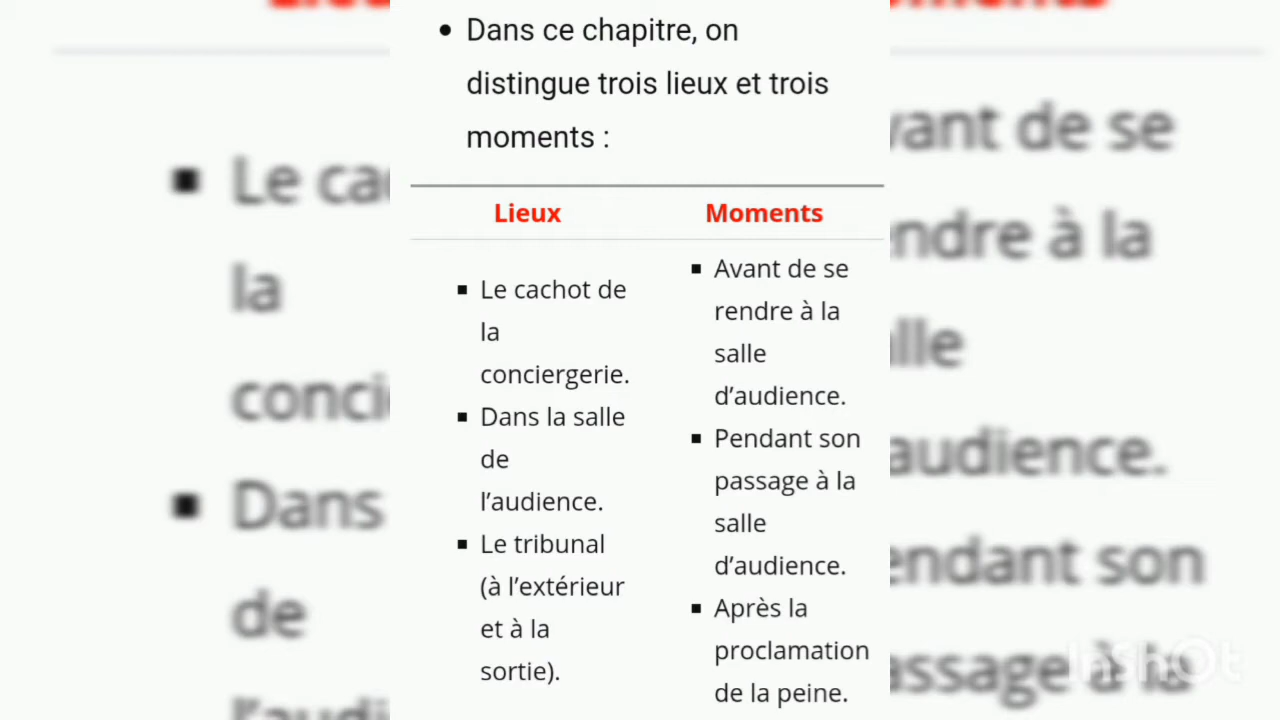 • Dans ce chapitre, on
distingue trois lieux et trois
moments :
Lieux
Moments
▪ Le cachot de
la
conciergerie.
▪ Dans la salle
de
l’audience.
▪ Le tribunal
(à l’extérieur
et à la
sortie).
▪ Avant de se
rendre à la
salle
d’audience.
▪ Pendant son
passage à la
salle
d’audience.
▪ Après la
proclamation
de la peine.
InShOt